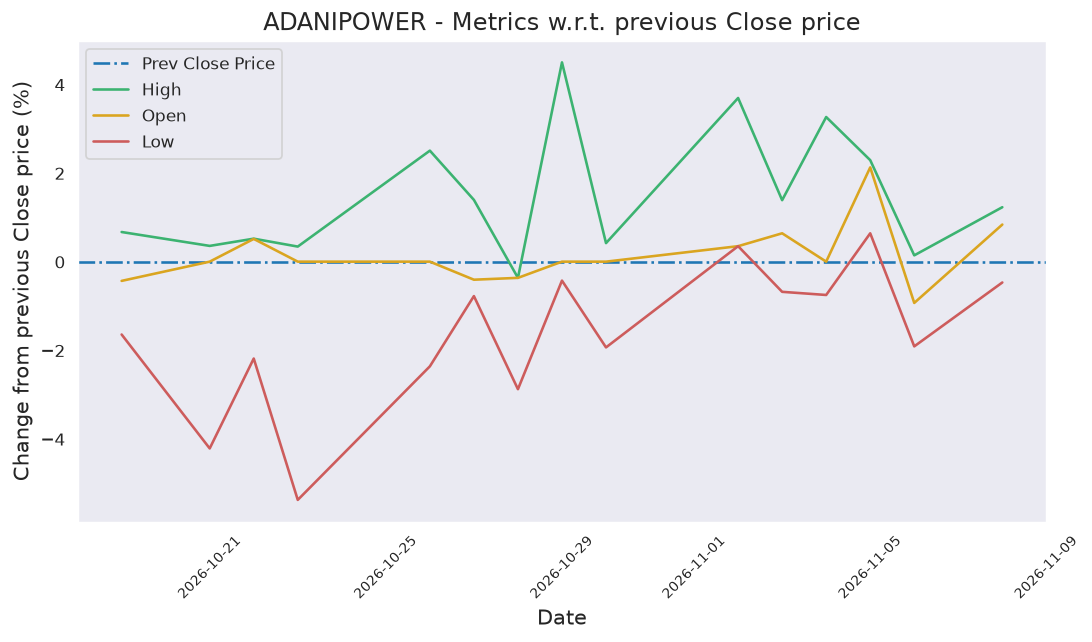 ADANIPOWER - Metrics w.r.t. previous Close price
Change from previous Close price (%)
Prev Close Price
High
Open
Low
4
2
0
−2
−4
2026-10-21
2026-10-25
2026-10-29
2026-11-01
2026-11-05
2026-11-09
Date